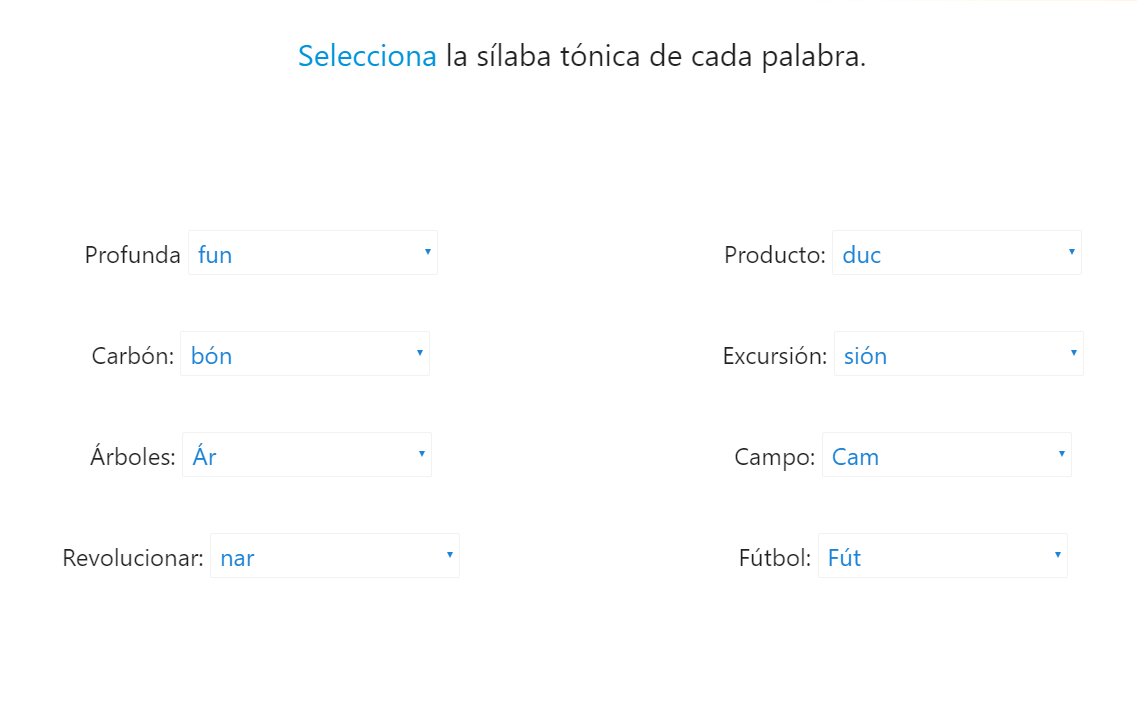 Selecciona la sílaba tónica de cada palabra.
Profunda fun
Producto: duc
Carbón: bón
Excursión: sión
Árboles: Ár
Campo: Cam
Revolucionar: nar
Fútbol: Fút